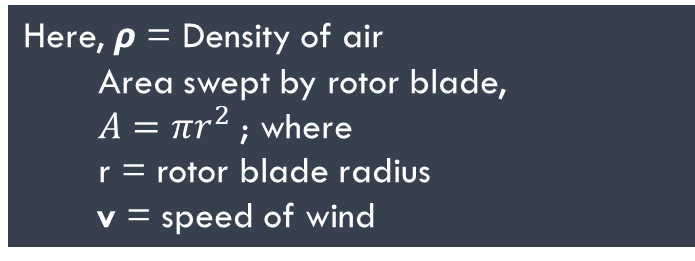 Here, ρ = Density of air
Area swept by rotor blade,
A = πr² ; where
r = rotor blade radius
v = speed of wind